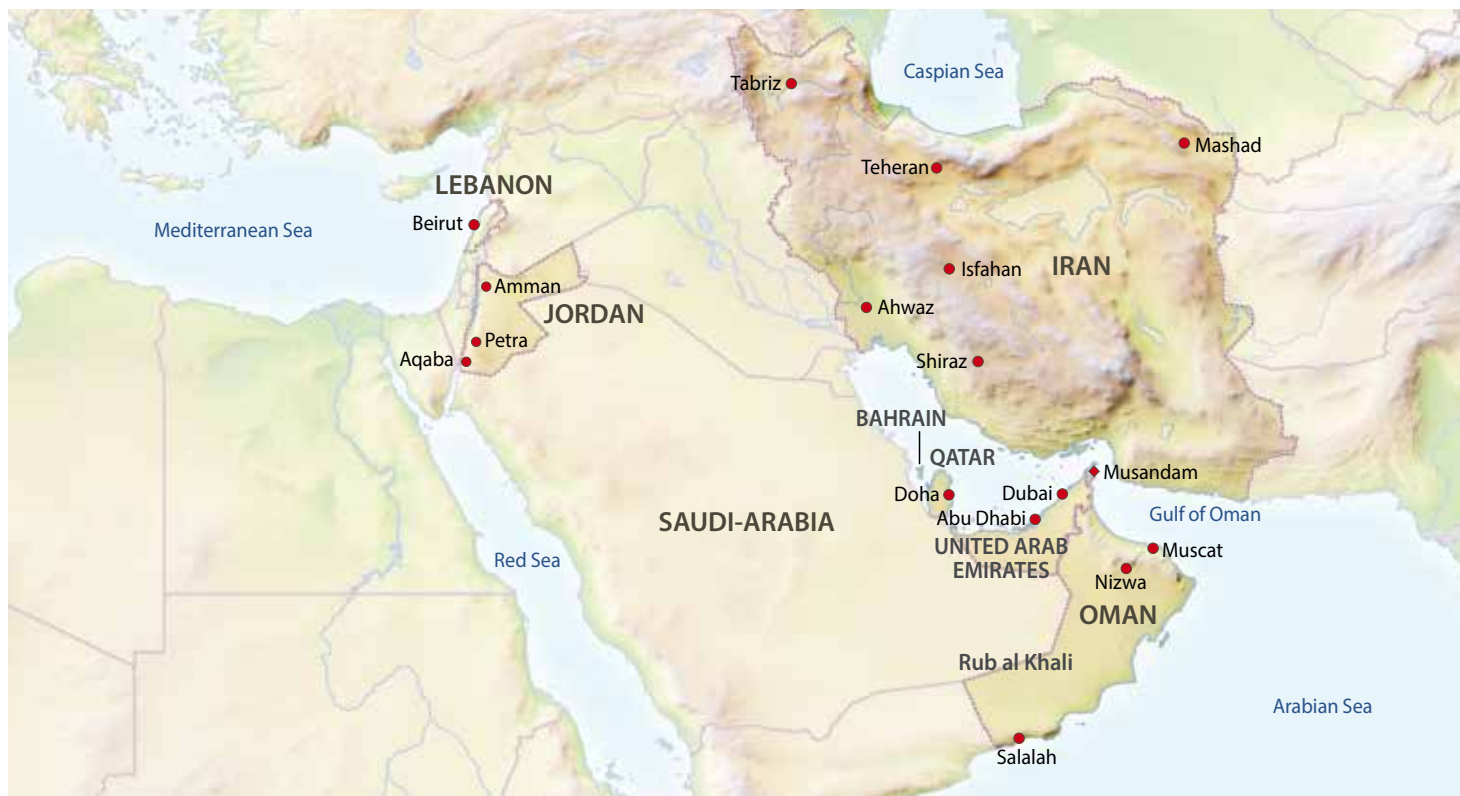 Caspian Sea
Tabriz
Mashad
Teheran
LEBANON
Beirut
Mediterranean Sea
Isfahan
IRAN
Amman
Ahwaz
JORDAN
Petra
Aqaba
Shiraz
BAHRAIN
QATAR
Musandam
Doha
Dubai
Abu Dhabi
Gulf of Oman
SAUDI-ARABIA
UNITED ARAB
EMIRATES
Muscat
Red Sea
Nizwa
OMAN
Rub al Khali
Arabian Sea
Salalah